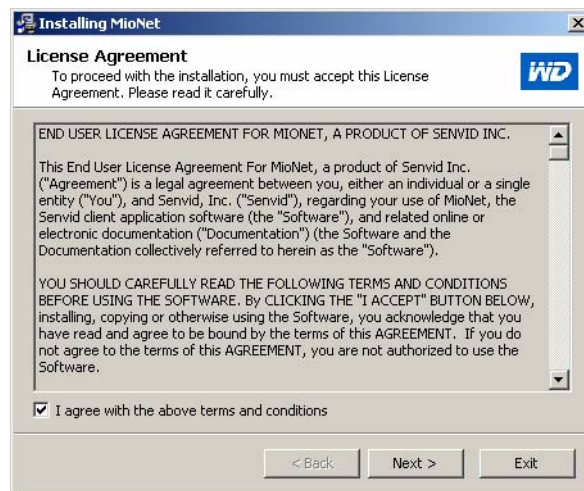 Installing MioNet
License Agreement
To proceed with the installation, you must accept this License
Agreement. Please read it carefully.
WD
END USER LICENSE AGREEMENT FOR MIONET, A PRODUCT OF SENVID INC.
This End User License Agreement For MioNet, a product of Senvid Inc.
("Agreement") is a legal agreement between you, either an individual or a single
entity ("You"), and Senvid, Inc. ("Senvid"), regarding your use of MioNet, the
Senvid client application software (the "Software"), and related online or
electronic documentation ("Documentation") (the Software and the
Documentation collectively referred to herein as the "Software").
YOU SHOULD CAREFULLY READ THE FOLLOWING TERMS AND CONDITIONS
BEFORE USING THE SOFTWARE. By CLICKING THE "I ACCEPT" BUTTON BELOW,
installing, copying or otherwise using the Software, you acknowledge that you
have read and agree to be bound by the terms of this AGREEMENT. If you do
not agree to the terms of this AGREEMENT, you are not authorized to use the
Software.
I agree with the above terms and conditions
< Back
Next >
Exit